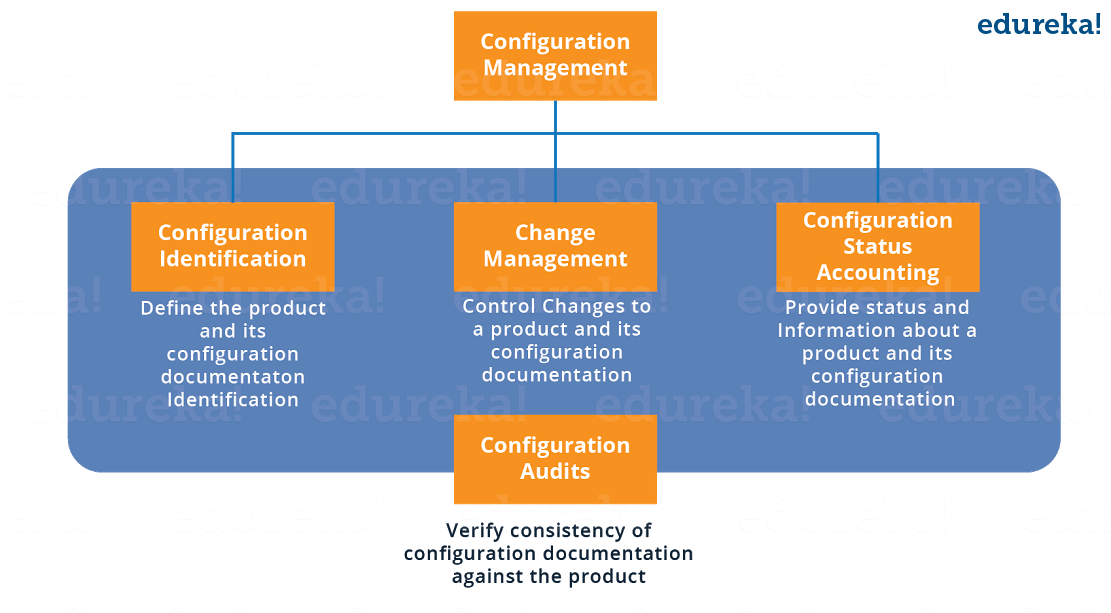 edureka!
Configuration
Management
Configuration
Identification
Define the product
and its
configuration
documentaton
Identification
Change
Management
Control Changes to
a product and its
configuration
documentation
Configuration
Status
Accounting
Provide status and
Information about a
product and its
configuration
documentation
Configuration
Audits
Verify consistency of
configuration documentation
against the product